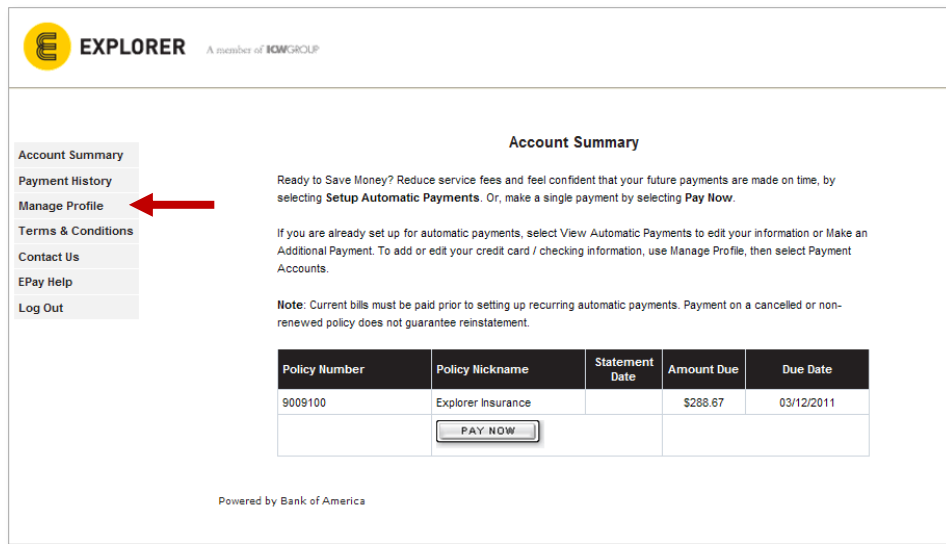 EXPLORER A member of ICWGROUP
Account Summary
Payment History
Manage Profile
Terms & Conditions
Contact Us
EPay Help
Log Out
Account Summary
Ready to Save Money? Reduce service fees and feel confident that your future payments are made on time, by
selecting Setup Automatic Payments. Or, make a single payment by selecting Pay Now.
If you are already set up for automatic payments, select View Automatic Payments to edit your information or Make an
Additional Payment. To add or edit your credit card / checking information, use Manage Profile, then select Payment
Accounts.
Note: Current bills must be paid prior to setting up recurring automatic payments. Payment on a cancelled or non-
renewed policy does not guarantee reinstatement.
Policy Number Policy Nickname Statement Date Amount Due Due Date
9009100 Explorer Insurance $288.67 03/12/2011
PAY NOW
Powered by Bank of America